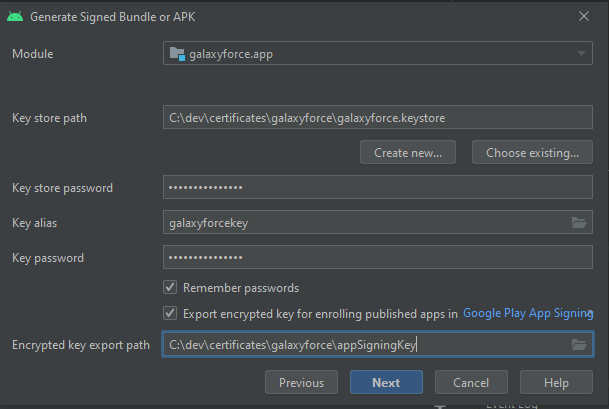 Generate Signed Bundle or APK
Module
galaxyforce.app
Key store path
C:\dev\certificates\galaxyforce\galaxyforce.keystore
Create new...
Choose existing...
Key store password
•••••••••••••••
Key alias
galaxyforcekey
Key password
•••••••••••••••
Remember passwords
Export encrypted key for enrolling published apps in Google Play App Signing
Encrypted key export path
C:\dev\certificates\galaxyforce\appSigningKey
Previous
Next
Cancel
Help
Event Log